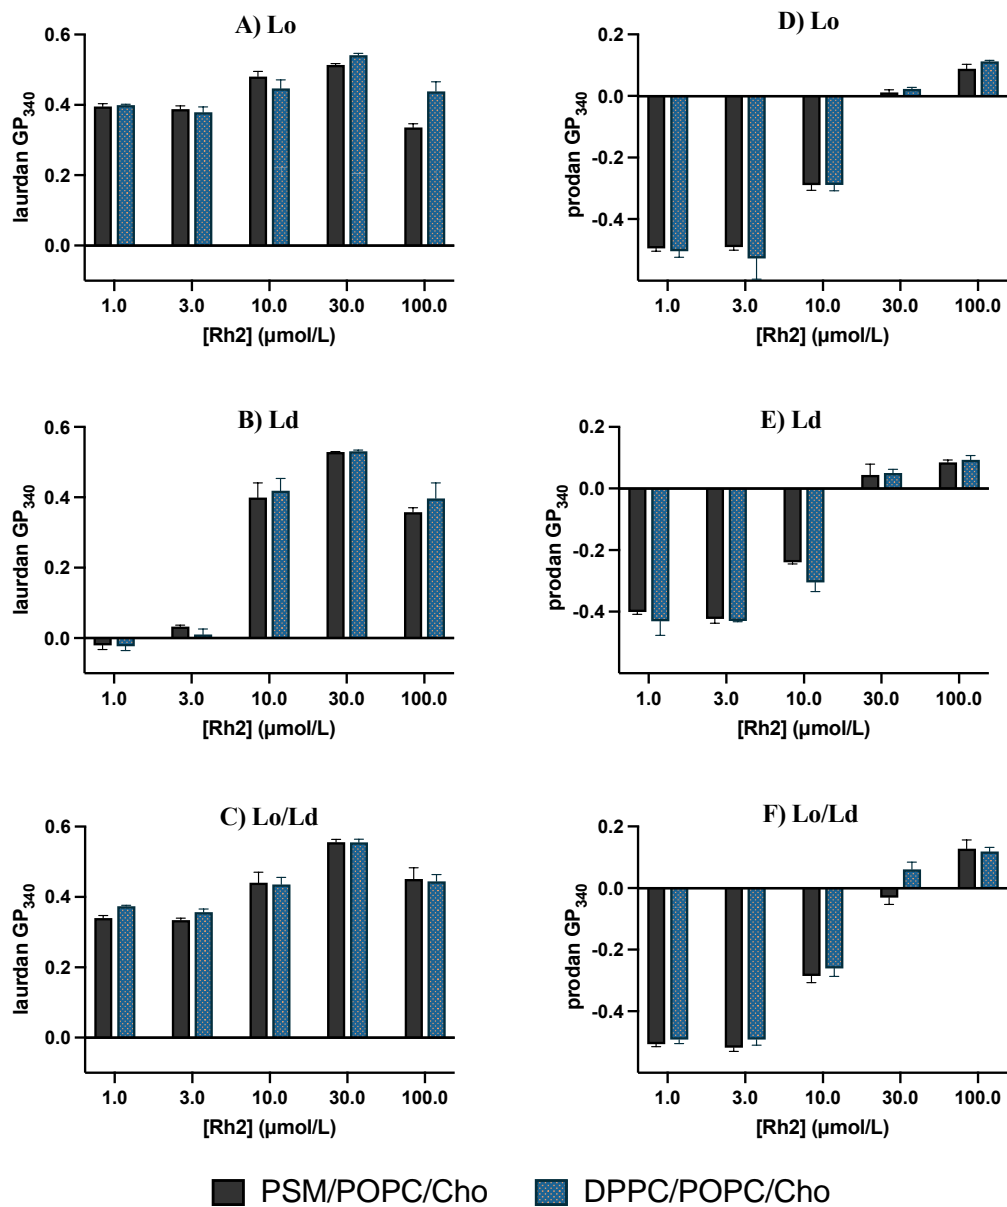 A) Lo
laurdan GP340
0.6
0.4
0.2
0.0
1.0 3.0 10.0 30.0 100.0
[Rh2] (µmol/L)
D) Lo
prodan GP340
0.2
0.0
-0.2
-0.4
1.0 3.0 10.0 30.0 100.0
[Rh2] (µmol/L)
B) Ld
laurdan GP340
0.6
0.4
0.2
0.0
1.0 3.0 10.0 30.0 100.0
[Rh2] (µmol/L)
E) Ld
prodan GP340
0.2
0.0
-0.2
-0.4
1.0 3.0 10.0 30.0 100.0
[Rh2] (µmol/L)
C) Lo/Ld
laurdan GP340
0.6
0.4
0.2
0.0
1.0 3.0 10.0 30.0 100.0
[Rh2] (µmol/L)
F) Lo/Ld
prodan GP340
0.2
0.0
-0.2
-0.4
1.0 3.0 10.0 30.0 100.0
[Rh2] (µmol/L)
PSM/POPC/Cho DPPC/POPC/Cho